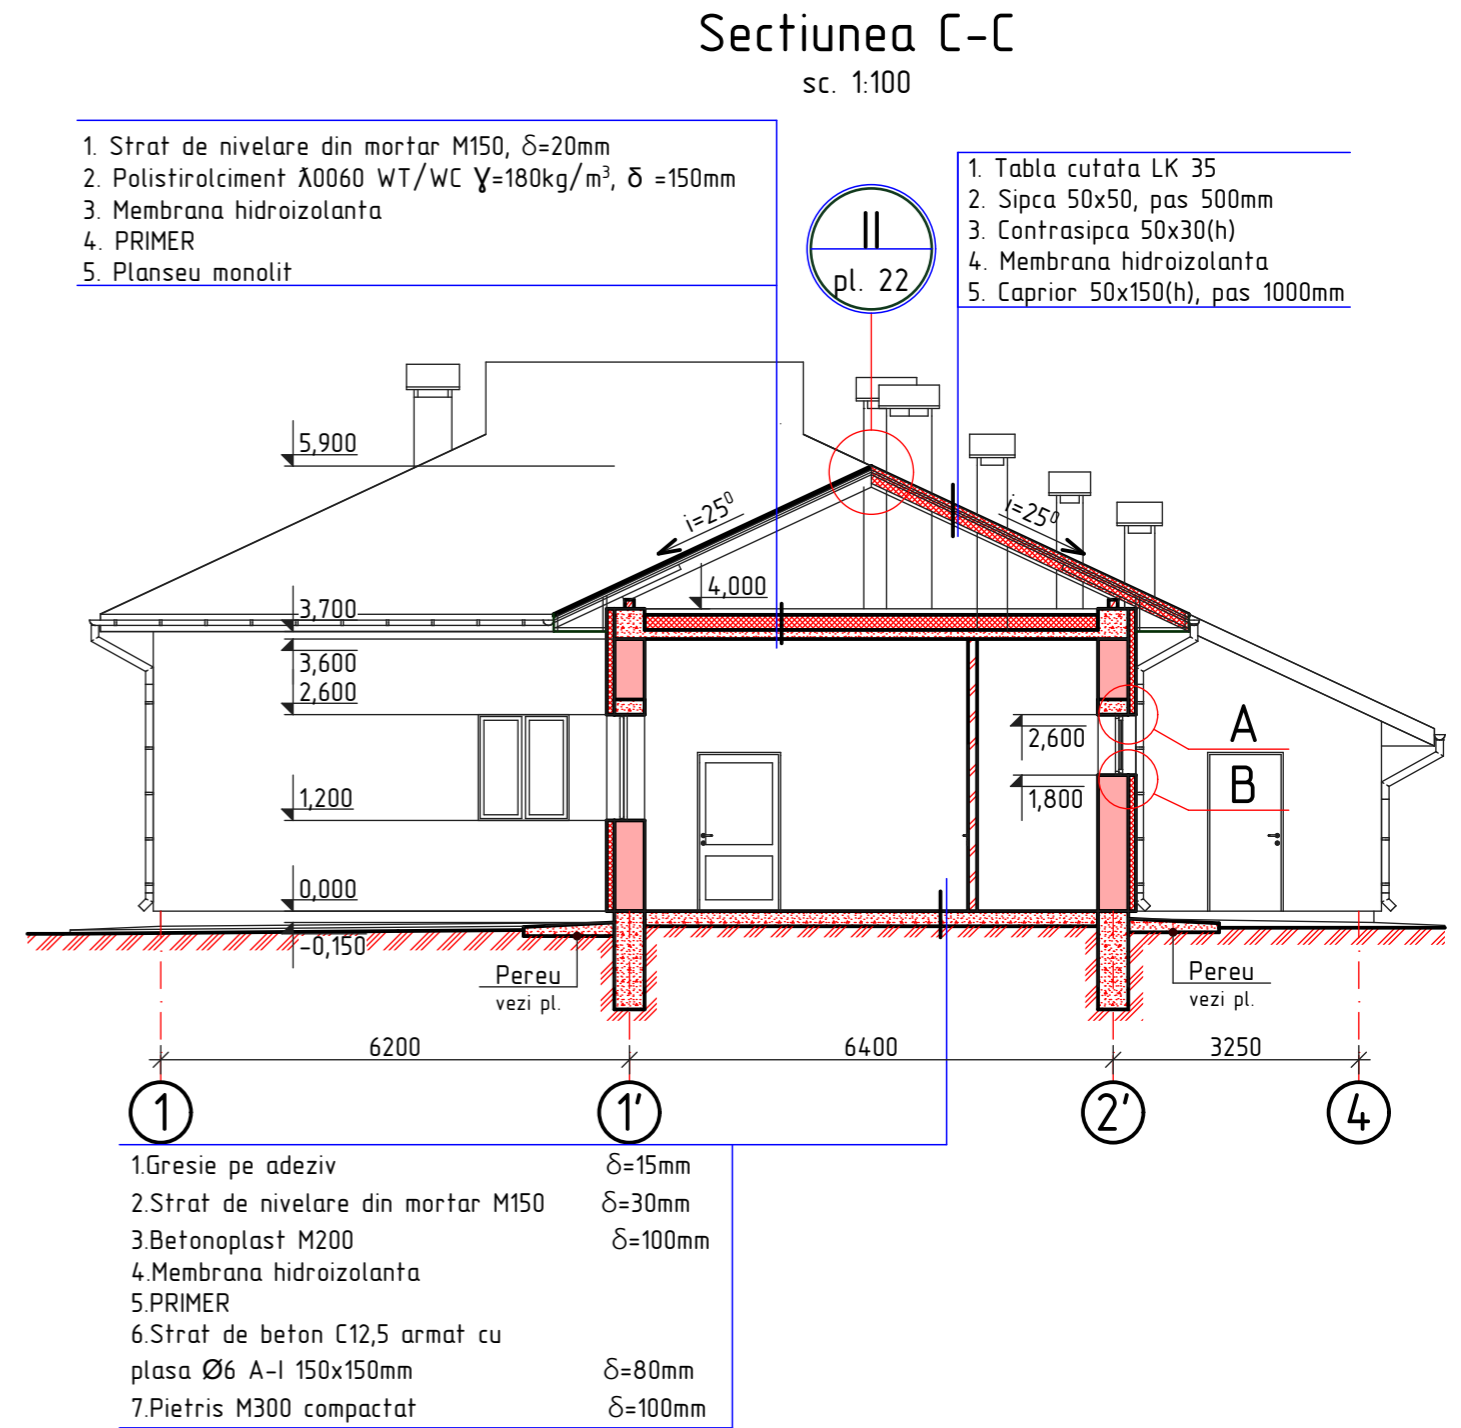 Sectiunea C-C
sc. 1:100
1. Strat de nivelare din mortar M150, δ=20mm
2. Polistirolciment ƛ0060 WT/WC Ɣ=180kg/m³, δ =150mm
3. Membrana hidroizolanta
4. PRIMER
5. Planseu monolit
1. Tabla cutata LK 35
2. Sipca 50x50, pas 500mm
3. Contrasipca 50x30(h)
4. Membrana hidroizolanta
5. Caprior 50x150(h), pas 1000mm
II
pl. 22
5,900
i=25⁰
i=25⁰
4,000
3,700
3,600
2,600
2,600
A
B
1,200
1,800
0,000
-0,150
Pereu
vezi pl.
Pereu
vezi pl.
6200
6400
3250
1
1'
2'
4
1.Gresie pe adeziv δ=15mm
2.Strat de nivelare din mortar M150 δ=30mm
3.Betonoplast M200 δ=100mm
4.Membrana hidroizolanta
5.PRIMER
6.Strat de beton C12,5 armat cu
plasa Ø6 A-I 150x150mm δ=80mm
7.Pietris M300 compactat δ=100mm